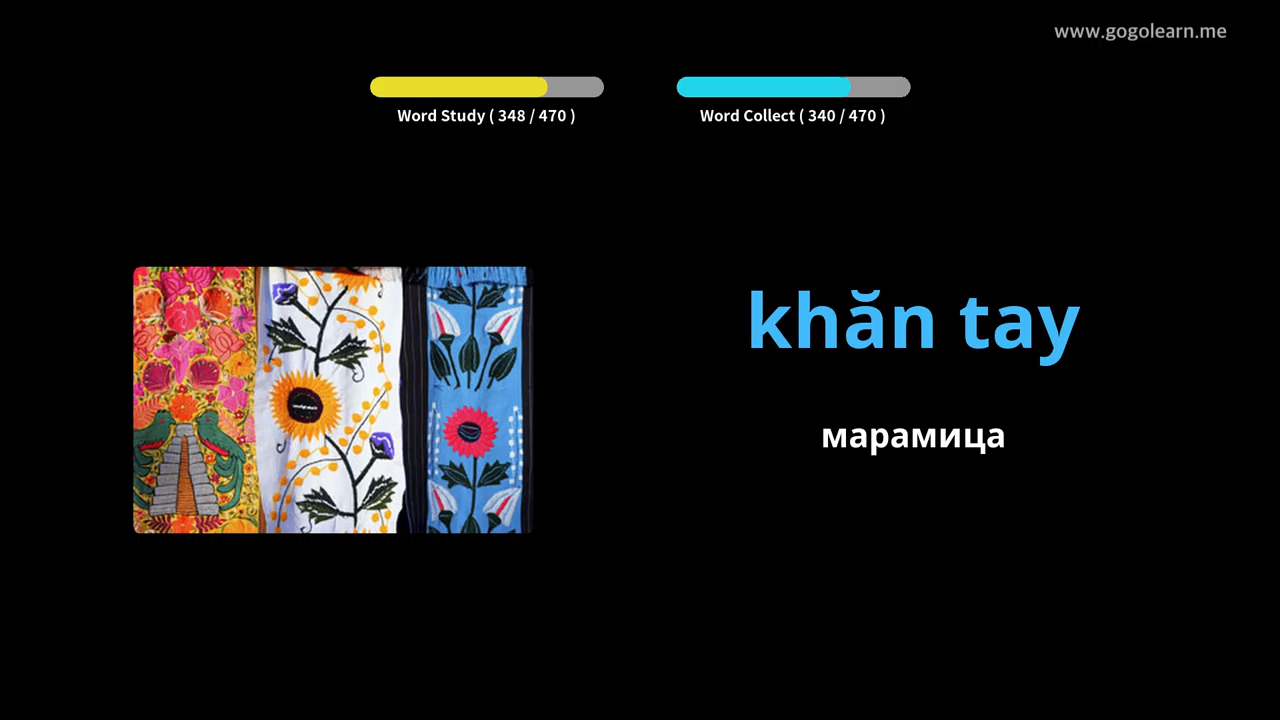 www.gogolearn.me
Word Study ( 348 / 470 )
Word Collect ( 340 / 470 )
khăn tay
марамица